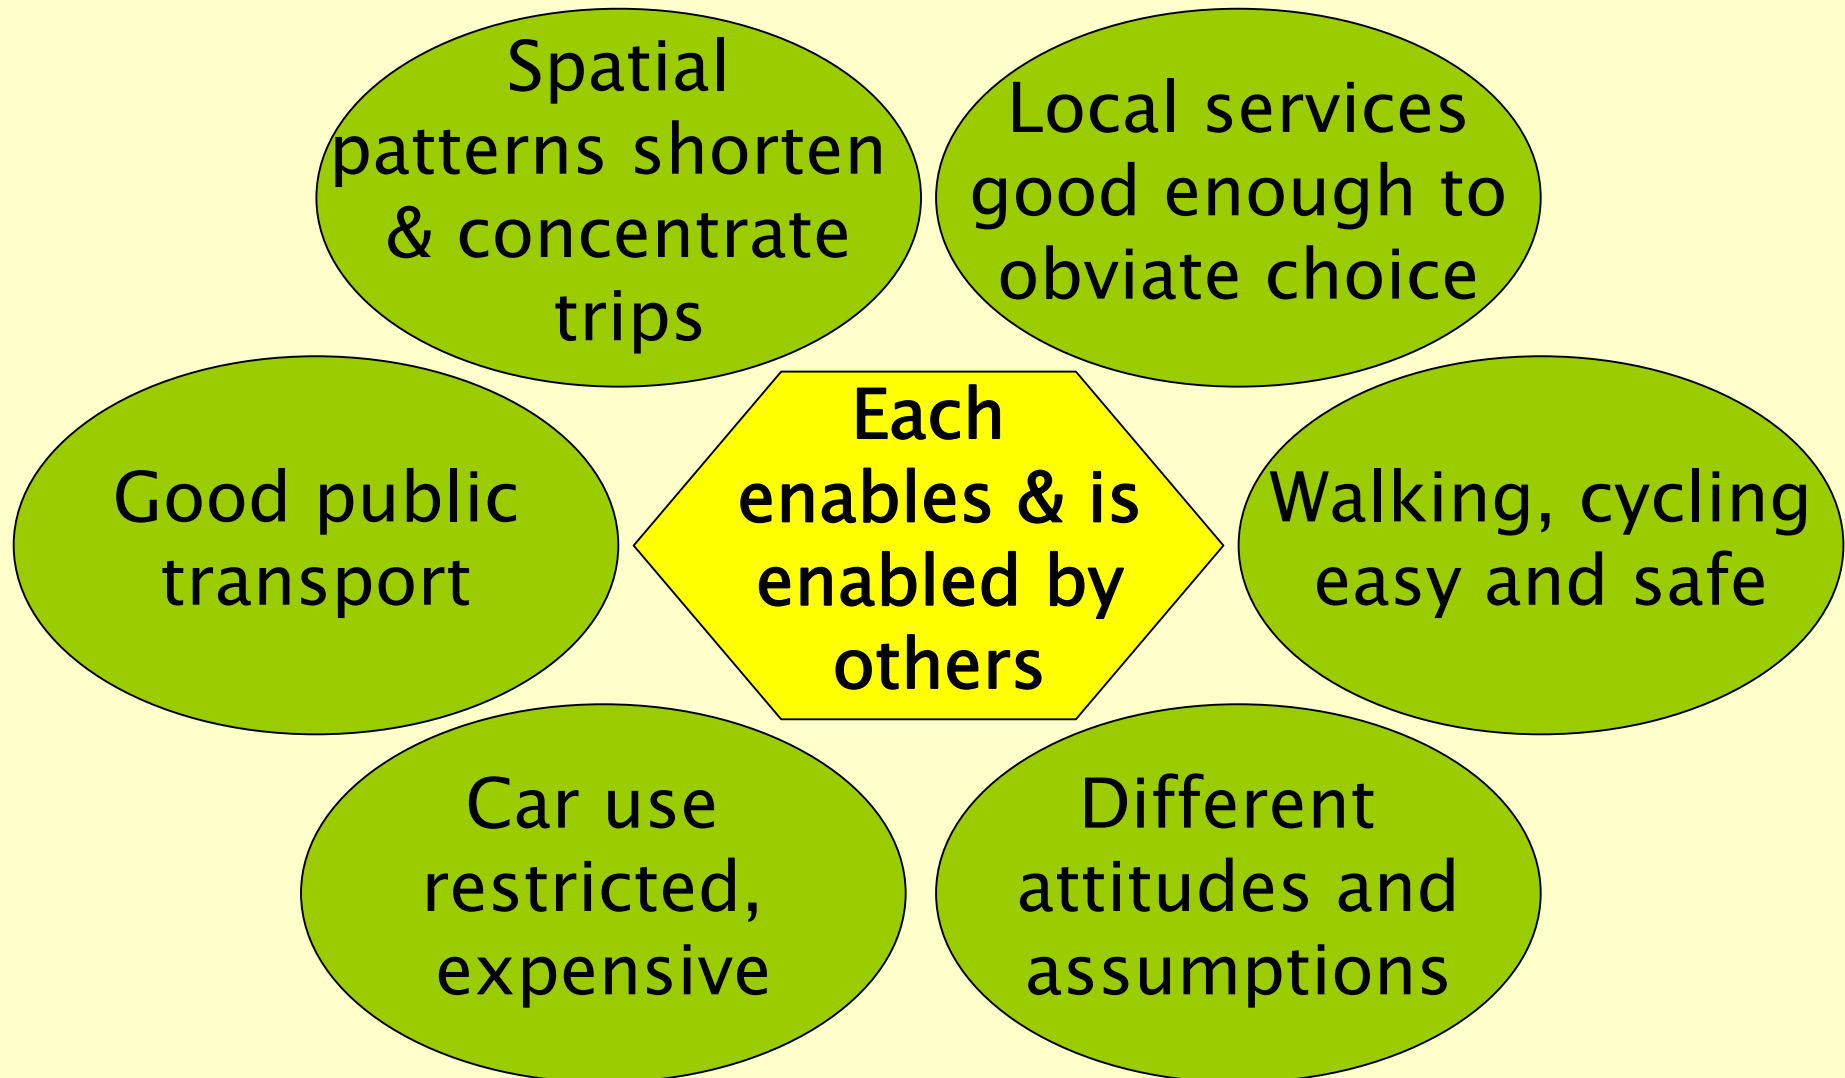 Spatial
patterns shorten
& concentrate
trips
Local services
good enough to
obviate choice
Good public
transport
Each
enables & is
enabled by
others
Walking, cycling
easy and safe
Car use
restricted,
expensive
Different
attitudes and
assumptions